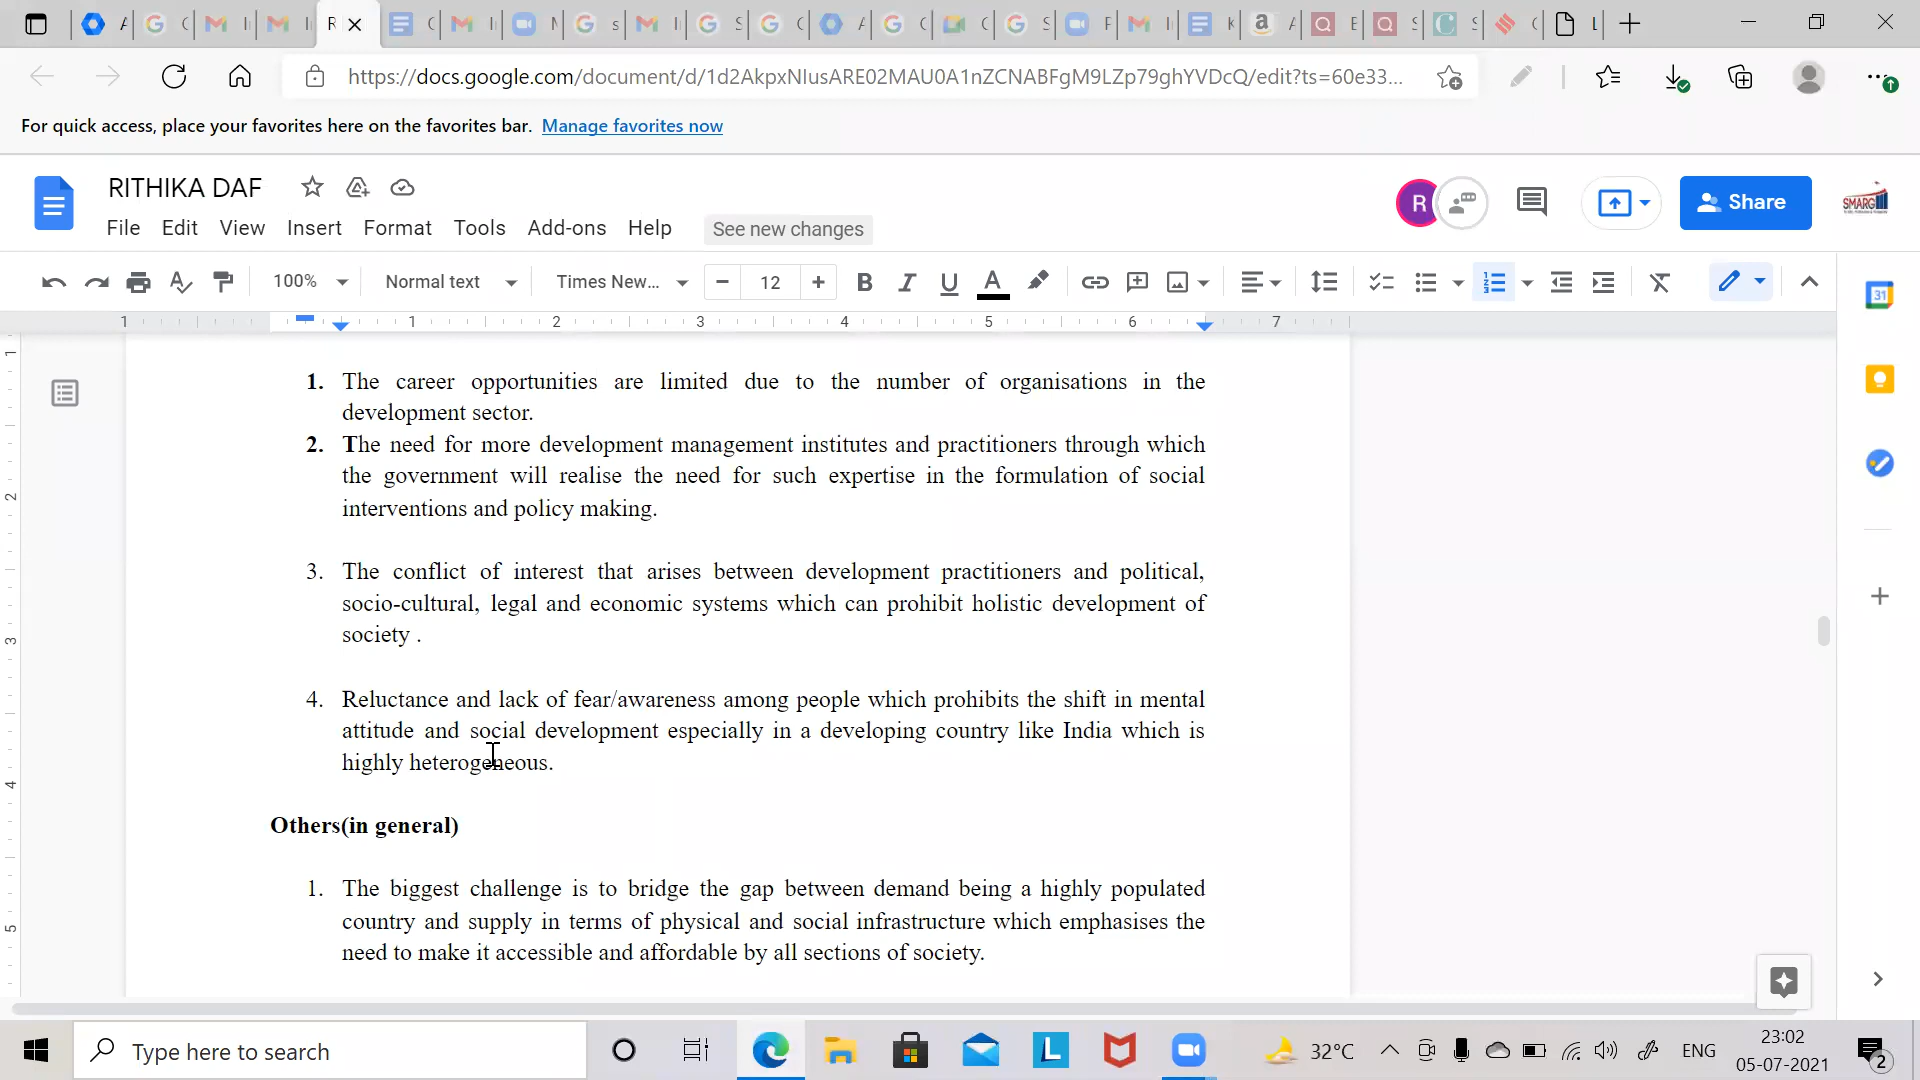 https://docs.google.com/document/d/1d2AkpxNIusARE02MAU0A1nZCNABFgM9LZp79ghYVDcQ/edit?ts=60e33...
For quick access, place your favorites here on the favorites bar. Manage favorites now
RITHIKA DAF
File Edit View Insert Format Tools Add-ons Help See new changes
R
Share
SMARG
100% Normal text Times New... 12
1 1 2 3 4 5 6 7
1. The career opportunities are limited due to the number of organisations in the
development sector.
2. The need for more development management institutes and practitioners through which
the government will realise the need for such expertise in the formulation of social
interventions and policy making.
3. The conflict of interest that arises between development practitioners and political,
socio-cultural, legal and economic systems which can prohibit holistic development of
society .
4. Reluctance and lack of fear/awareness among people which prohibits the shift in mental
attitude and social development especially in a developing country like India which is
highly heterogeneous.
Others(in general)
1. The biggest challenge is to bridge the gap between demand being a highly populated
country and supply in terms of physical and social infrastructure which emphasises the
need to make it accessible and affordable by all sections of society.
Type here to search
32°C
ENG
23:02
05-07-2021
2